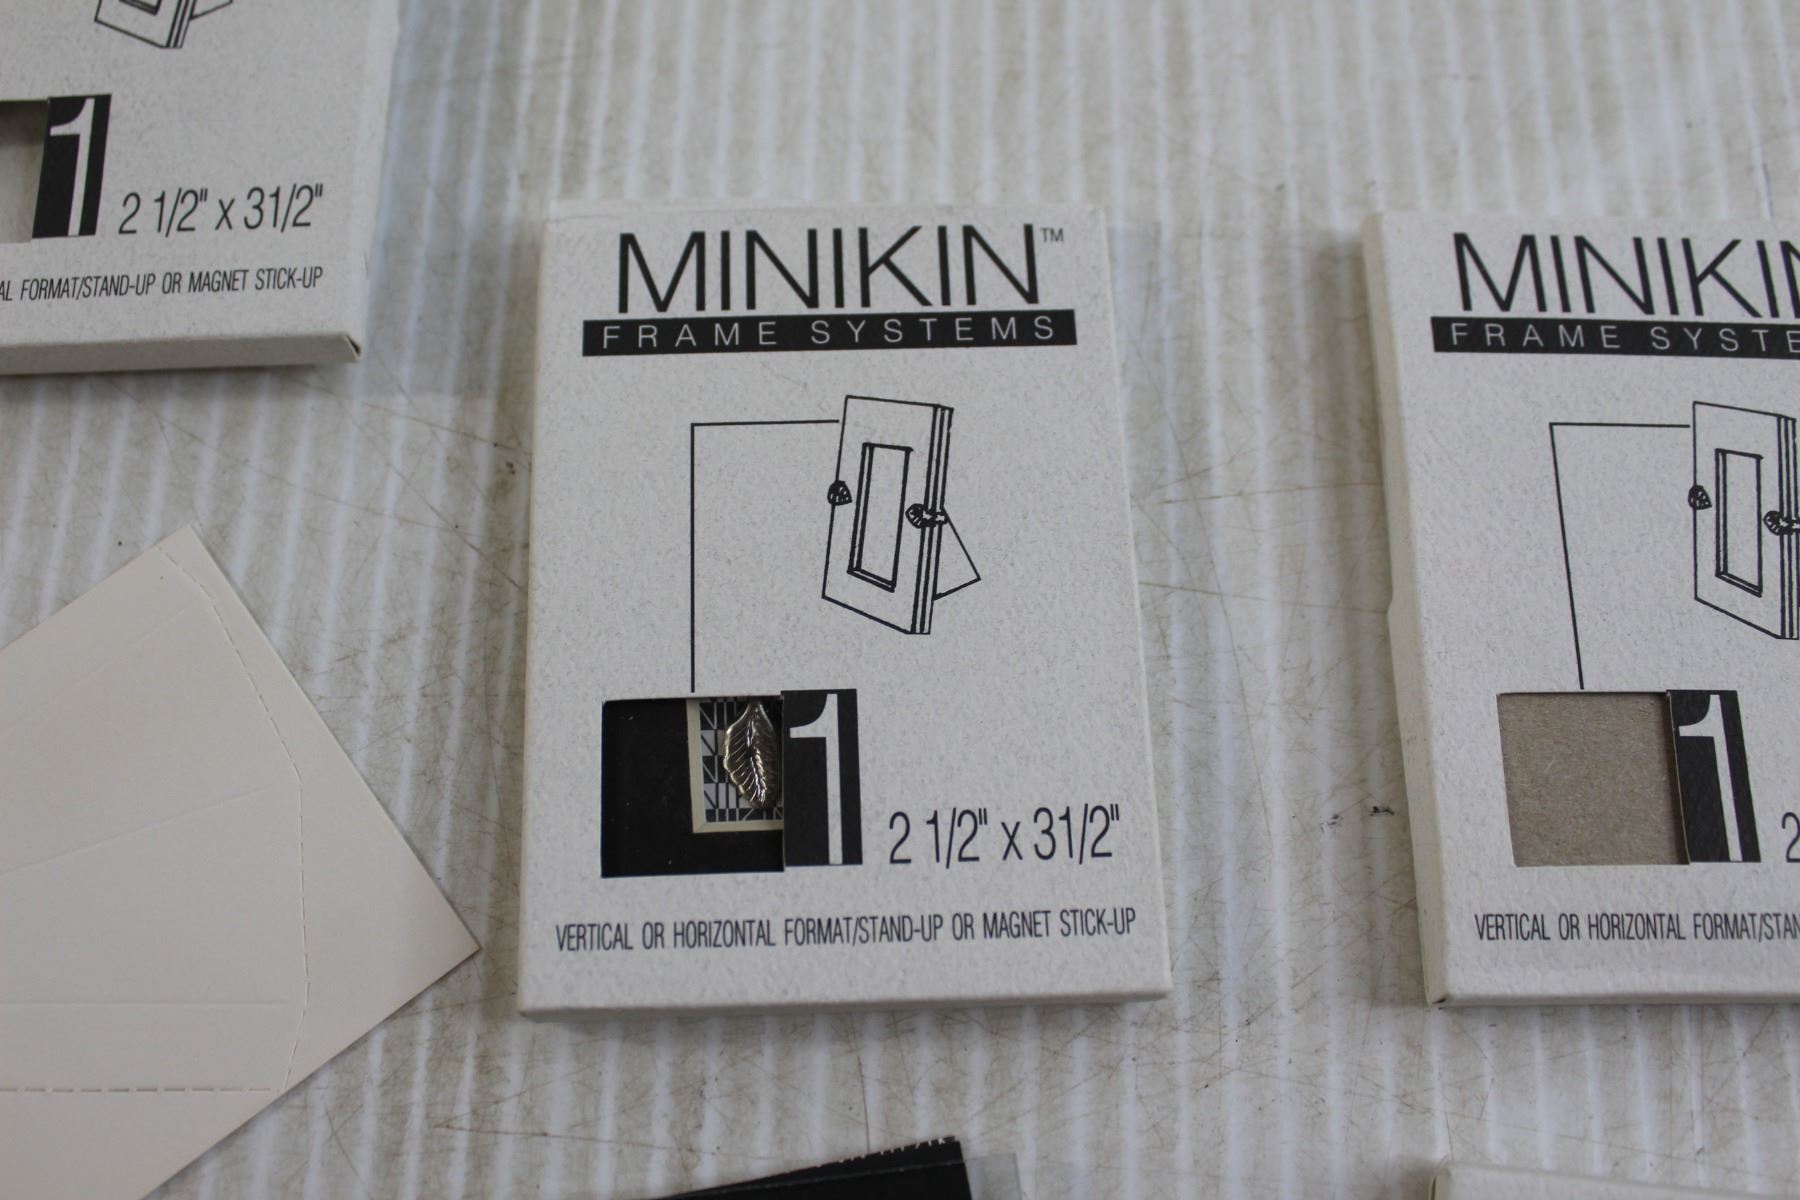 1
2 1/2" x 31/2"
AL FORMAT/STAND-UP OR MAGNET STICK-UP
MINIKIN™
FRAME SYSTEMS
1
2 1/2" x 31/2"
VERTICAL OR HORIZONTAL FORMAT/STAND-UP OR MAGNET STICK-UP
MINIKIN
FRAME SYSTE
1
2
VERTICAL OR HORIZONTAL FORMAT/STAN